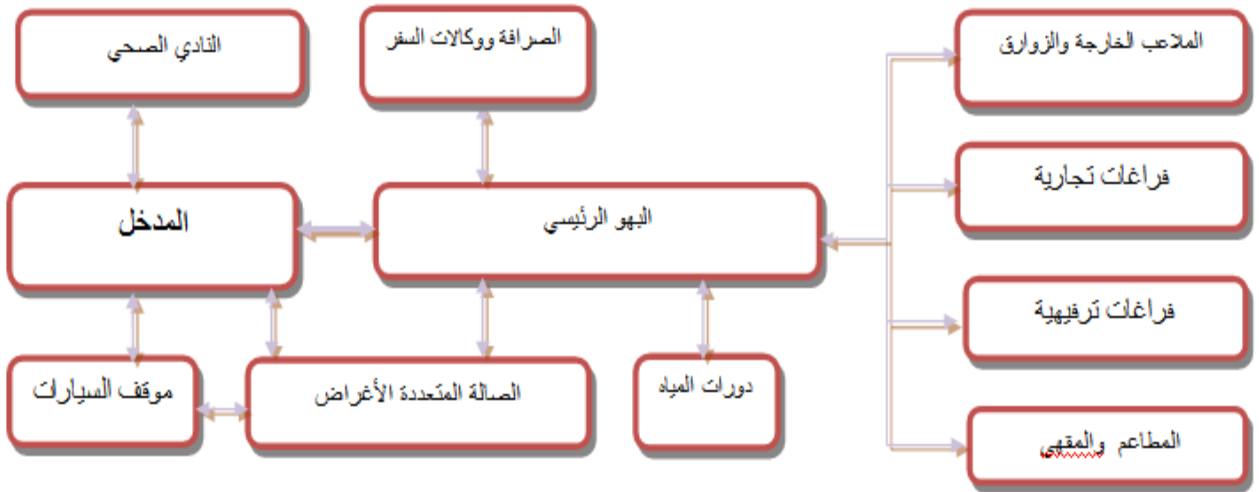 الملاعب الخارجة والزوارق
الصرافة ووكالات السفر
النادي الصحي
فراغات تجارية
البهو الرئيسي
المدخل
فراغات ترفيهية
دورات المياه
الصالة المتعددة الأغراض
موقف السيارات
المطاعم والمقهى